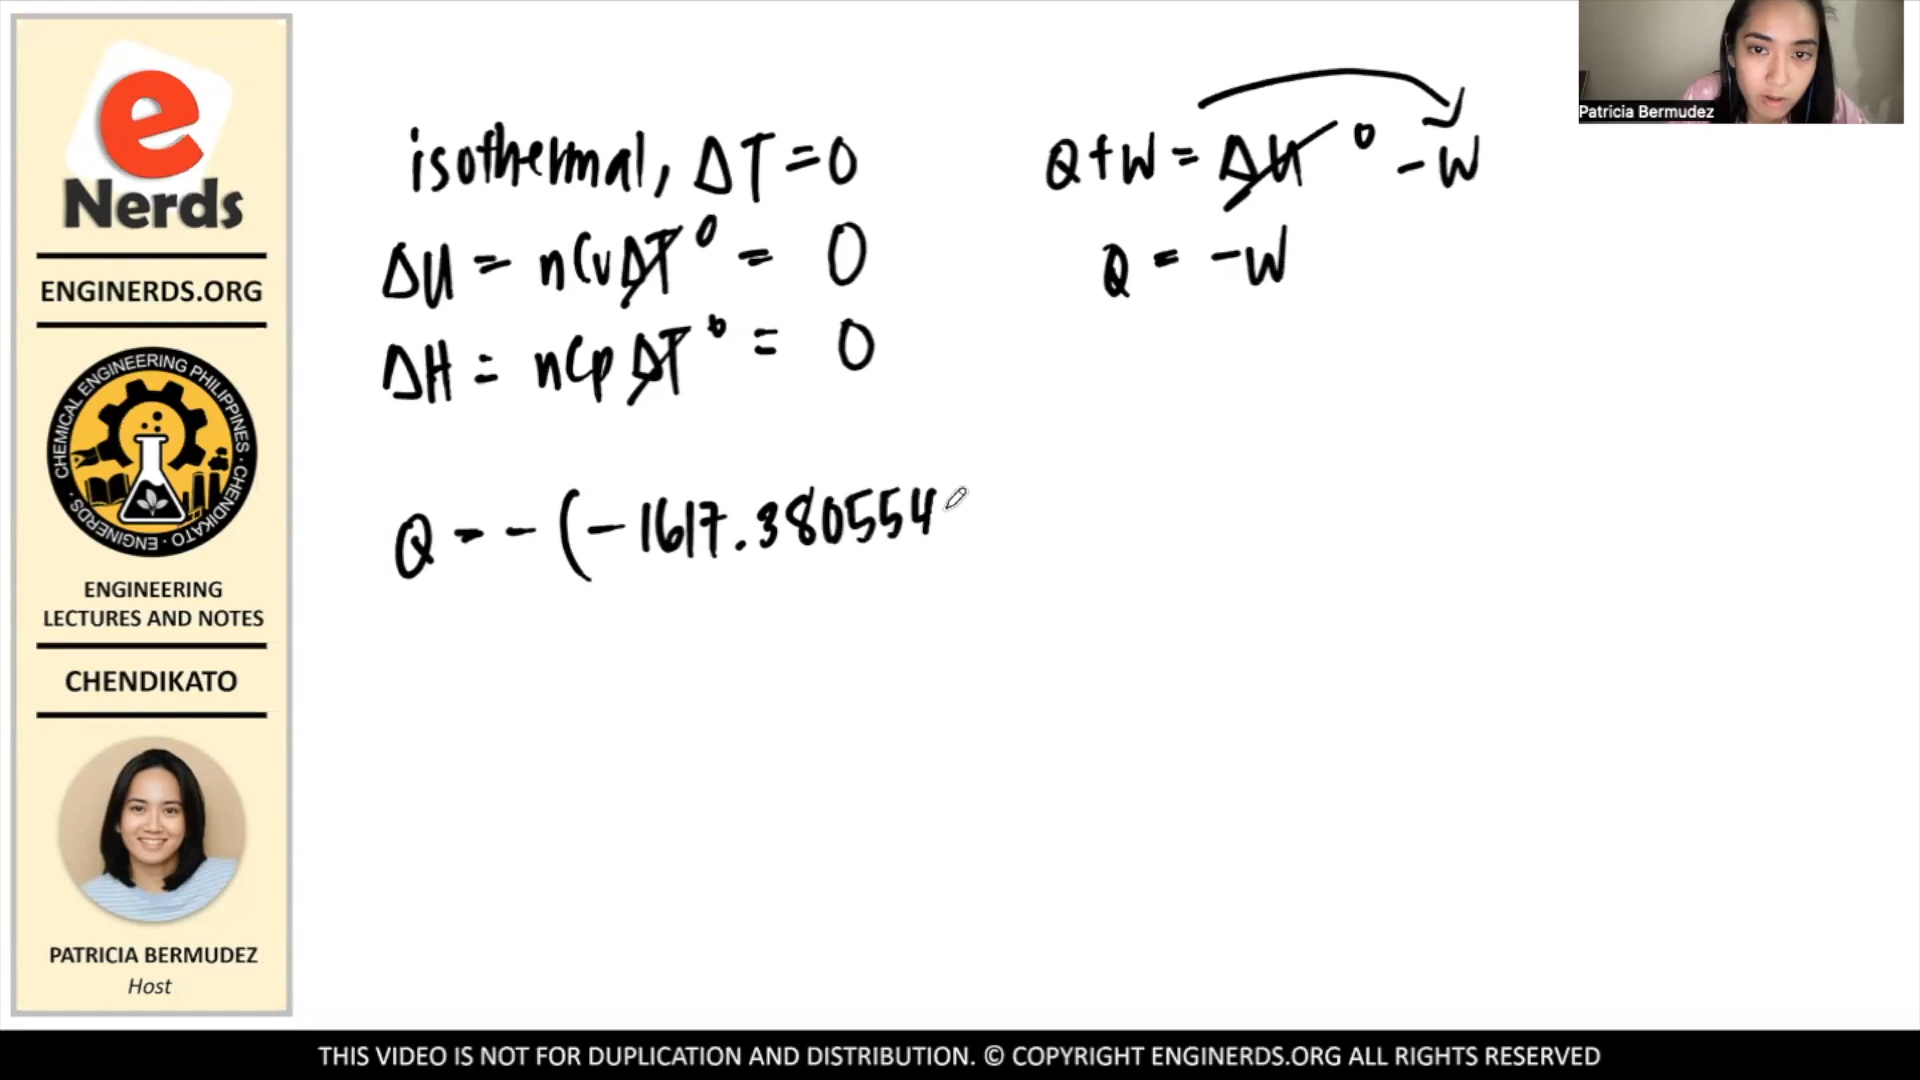 e
Nerds
ENGINERDS.ORG
CHEMICAL ENGINEERING PHILIPPINES · CHENDIKATO · ENGINEERDS ·
ENGINEERING
LECTURES AND NOTES
CHENDIKATO
PATRICIA BERMUDEZ
Host
isothermal, ΔT = 0
ΔU = nCvΔT⁰ = 0
ΔH = nCpΔT⁰ = 0
Q = - (-1617.380554
Q + W = ΔU⁰ - W
Q = -W
Patricia Bermudez
THIS VIDEO IS NOT FOR DUPLICATION AND DISTRIBUTION. © COPYRIGHT ENGINERDS.ORG ALL RIGHTS RESERVED